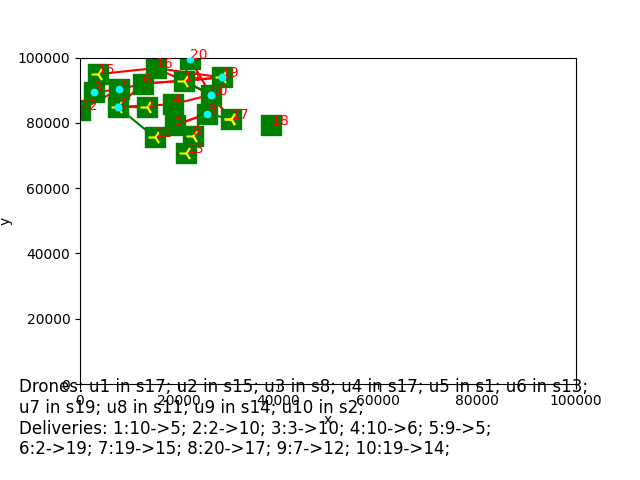 100000
80000
60000
40000
20000
0
y
0 20000 40000 60000 80000 100000
x
20
16
19
17
18
Drones: u1 in s17; u2 in s15; u3 in s8; u4 in s17; u5 in s1; u6 in s13;
u7 in s19; u8 in s11; u9 in s14; u10 in s2;
Deliveries: 1:10->5; 2:2->10; 3:3->10; 4:10->6; 5:9->5;
6:2->19; 7:19->15; 8:20->17; 9:7->12; 10:19->14;